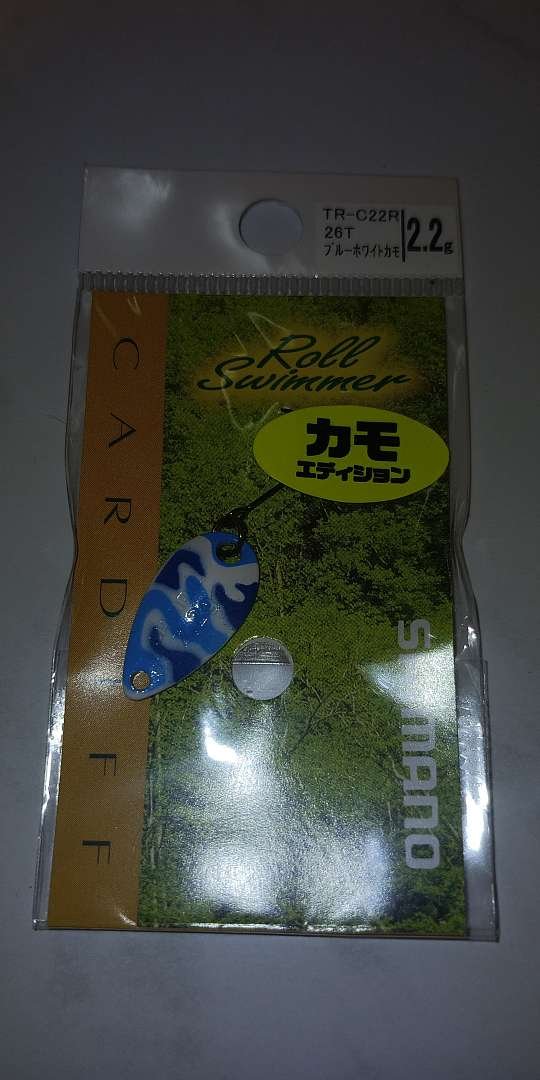 TR-C22R
26T
ブルーホワイトカモ
2.2g
Roll
Swimmer
カモ
エディション
CARDIFF
SHIMANO